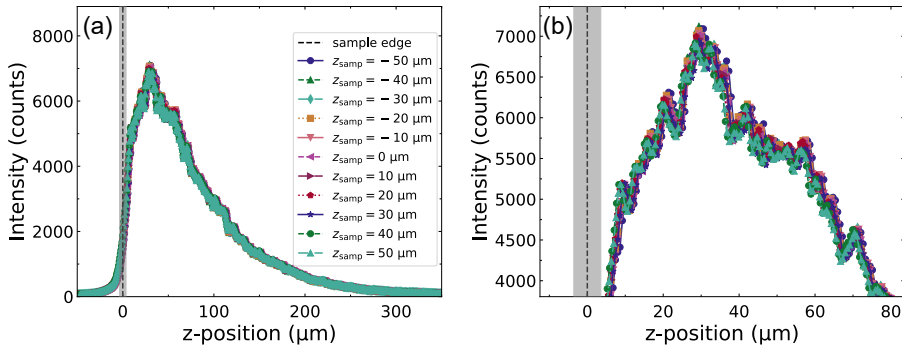 (a)
8000
6000
4000
2000
0
Intensity (counts)
0
100
200
300
z-position (µm)
sample edge
z_samp = − 50 µm
z_samp = − 40 µm
z_samp = − 30 µm
z_samp = − 20 µm
z_samp = − 10 µm
z_samp = 0 µm
z_samp = 10 µm
z_samp = 20 µm
z_samp = 30 µm
z_samp = 40 µm
z_samp = 50 µm
(b)
7000
6500
6000
5500
5000
4500
4000
Intensity (counts)
0
20
40
60
80
z-position (µm)